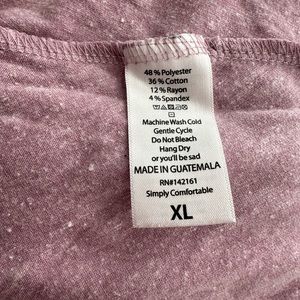 48% Polyester
36% Cotton
12% Rayon
4% Spandex
Machine Wash Cold
Gentle Cycle
Do Not Bleach
Hang Dry
or you'll be sad
MADE IN GUATEMALA
RN#142161
Simply Comfortable
XL